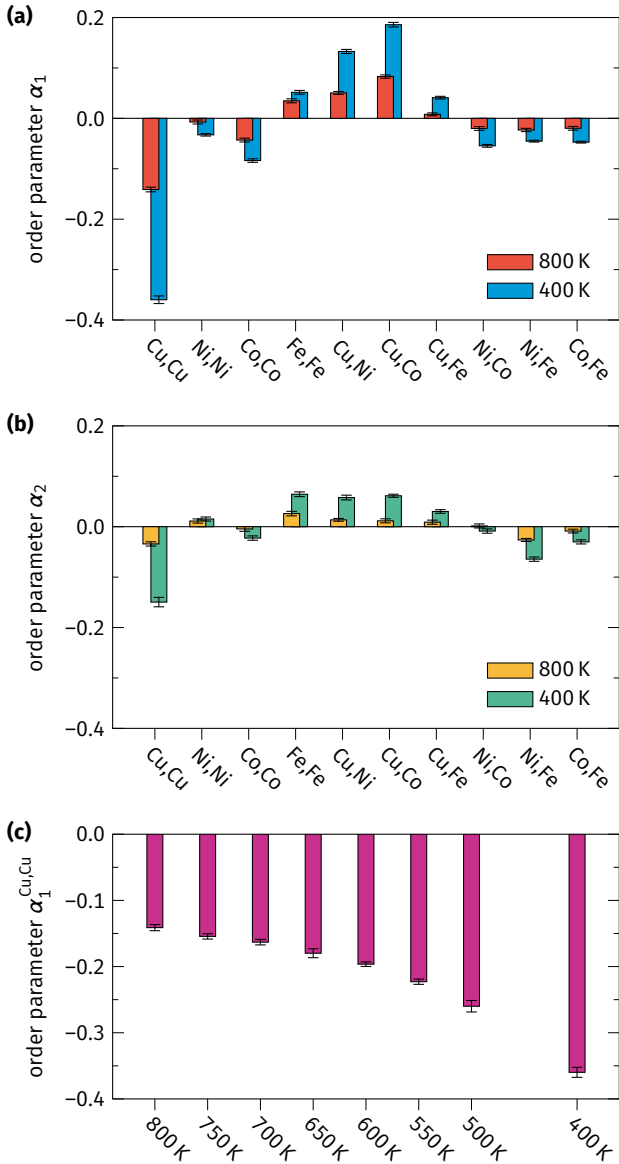 (a)
order parameter α1
0.2
0.0
−0.2
−0.4
800 K
400 K
Cu,Cu
Ni,Ni
Co,Co
Fe,Fe
Cu,Ni
Cu,Co
Cu,Fe
Ni,Co
Ni,Fe
Co,Fe
(b)
order parameter α2
0.2
0.0
−0.2
−0.4
800 K
400 K
Cu,Cu
Ni,Ni
Co,Co
Fe,Fe
Cu,Ni
Cu,Co
Cu,Fe
Ni,Co
Ni,Fe
Co,Fe
(c)
order parameter α1 Cu,Cu
0.0
−0.1
−0.2
−0.3
−0.4
800 K
750 K
700 K
650 K
600 K
550 K
500 K
400 K